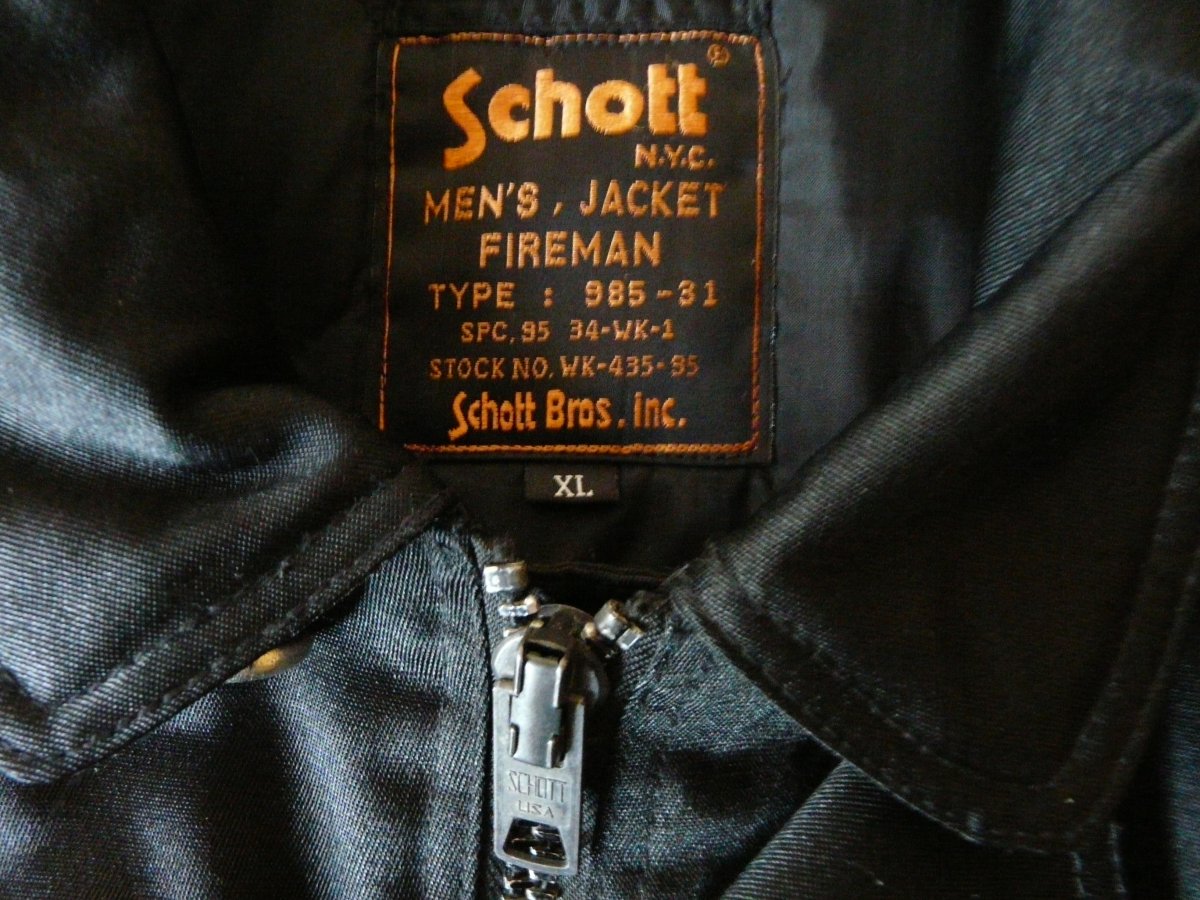 Schott®
N.Y.C.
MEN'S, JACKET
FIREMAN
TYPE : 985-31
SPC, 95 34-WK-1
STOCK NO. WK-435-95
Schott Bros. inc.
XL
SCHOTT
USA